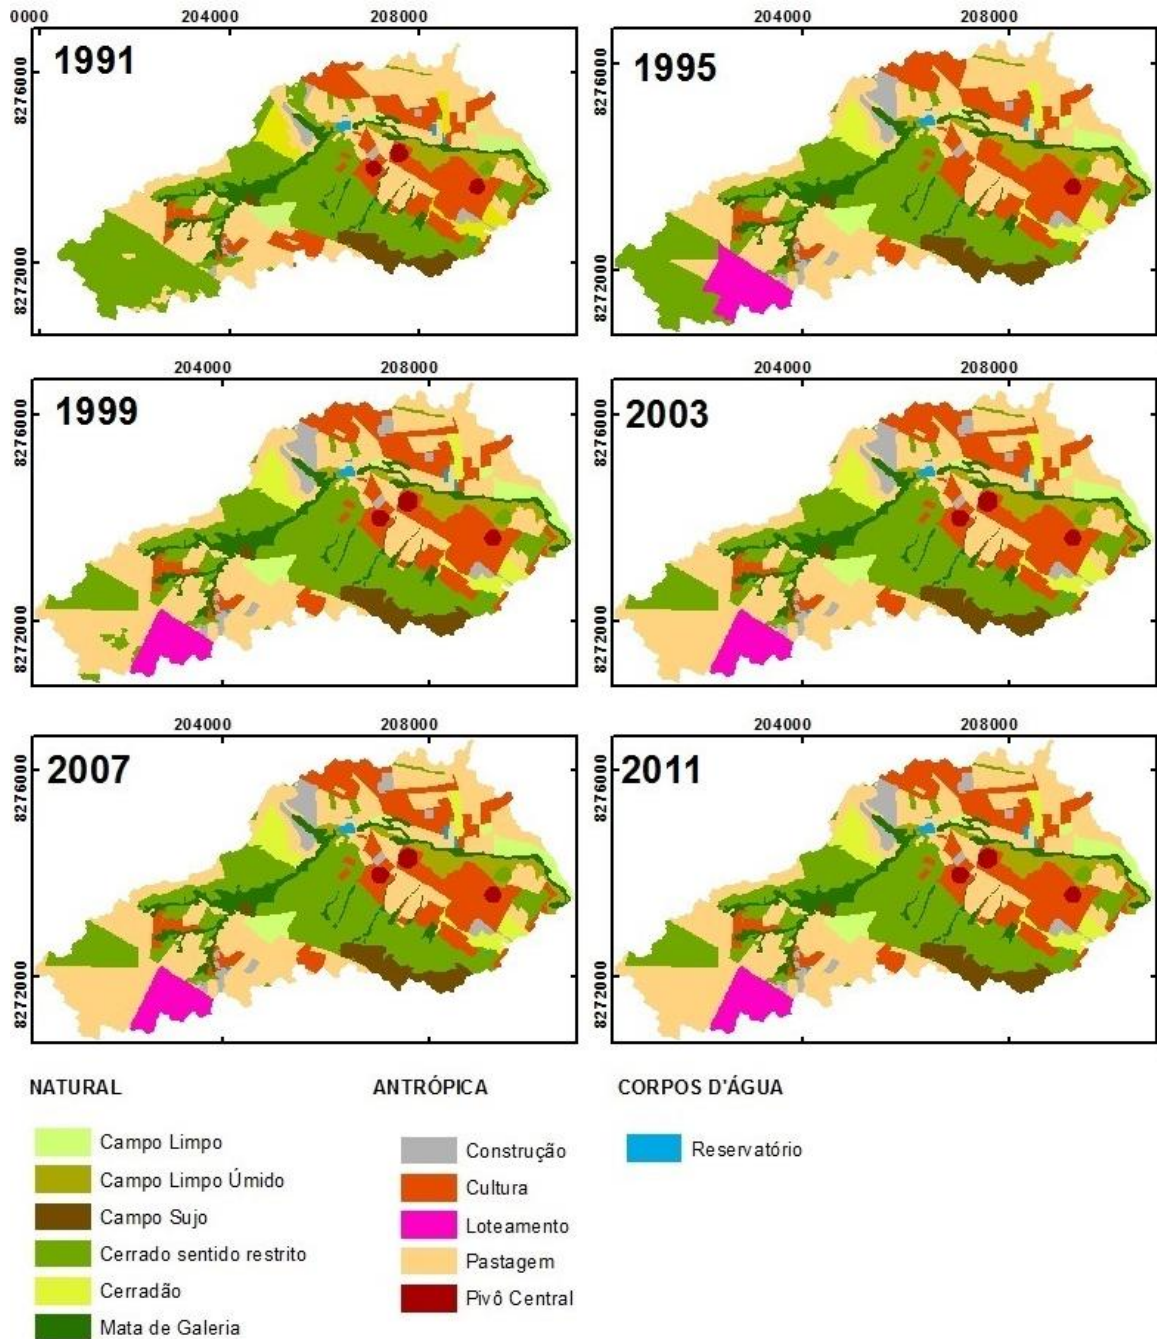 0000 204000 208000 204000 208000
1991 1995
8276000 8276000
8272000 8272000
204000 208000 204000 208000
1999 2003
8276000 8276000
8272000 8272000
204000 208000 204000 208000
2007 2011
8276000 8276000
8272000 8272000
NATURAL ANTRÓPICA CORPOS D'ÁGUA
Campo Limpo Construção Reservatório
Campo Limpo Úmido Cultura
Campo Sujo Loteamento
Cerrado sentido restrito Pastagem
Cerradão Pivô Central
Mata de Galeria